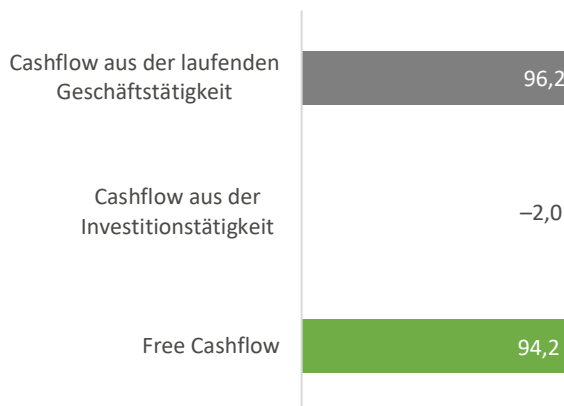 Cashflow aus der laufenden
Geschäftstätigkeit
96,2
Cashflow aus der
Investitionstätigkeit
–2,0
Free Cashflow
94,2